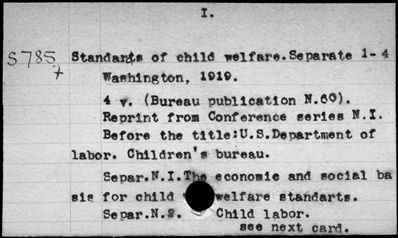 I.
S785 Standarts of child welfare.Separate 1-4
+
Washington, 1919.
4 v. (Bureau publication N.60).
Reprint from Conference series N.I.
Before the title:U.S.Department of
labor. Children's bureau.
Separ.N.I.The economic and social ba
sis for child welfare standarts.
Separ.N.2. Child labor.
see next card.